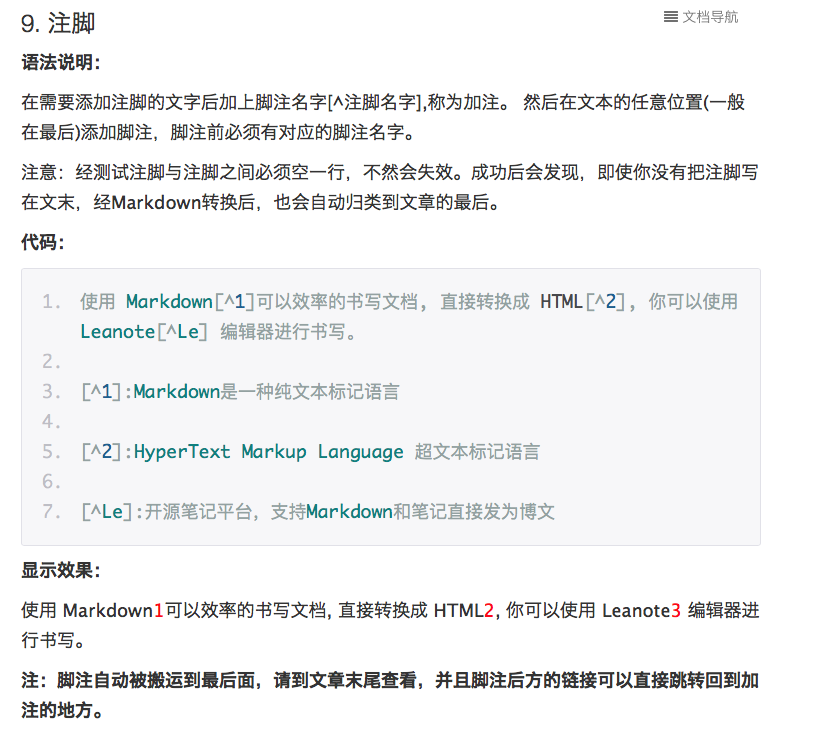 9. 注脚
文档导航
语法说明：
在需要添加注脚的文字后加上脚注名字[^注脚名字],称为加注。 然后在文本的任意位置(一般
在最后)添加脚注，脚注前必须有对应的脚注名字。
注意：经测试注脚与注脚之间必须空一行，不然会失效。成功后会发现，即使你没有把注脚写
在文末，经Markdown转换后，也会自动归类到文章的最后。
代码：
1. 使用 Markdown[^1]可以效率的书写文档, 直接转换成 HTML[^2], 你可以使用
Leanote[^Le] 编辑器进行书写。
2.
3. [^1]:Markdown是一种纯文本标记语言
4.
5. [^2]:HyperText Markup Language 超文本标记语言
6.
7. [^Le]:开源笔记平台，支持Markdown和笔记直接发为博文
显示效果：
使用 Markdown1可以效率的书写文档, 直接转换成 HTML2, 你可以使用 Leanote3 编辑器进
行书写。
注：脚注自动被搬运到最后面，请到文章末尾查看，并且脚注后方的链接可以直接跳转回到加
注的地方。